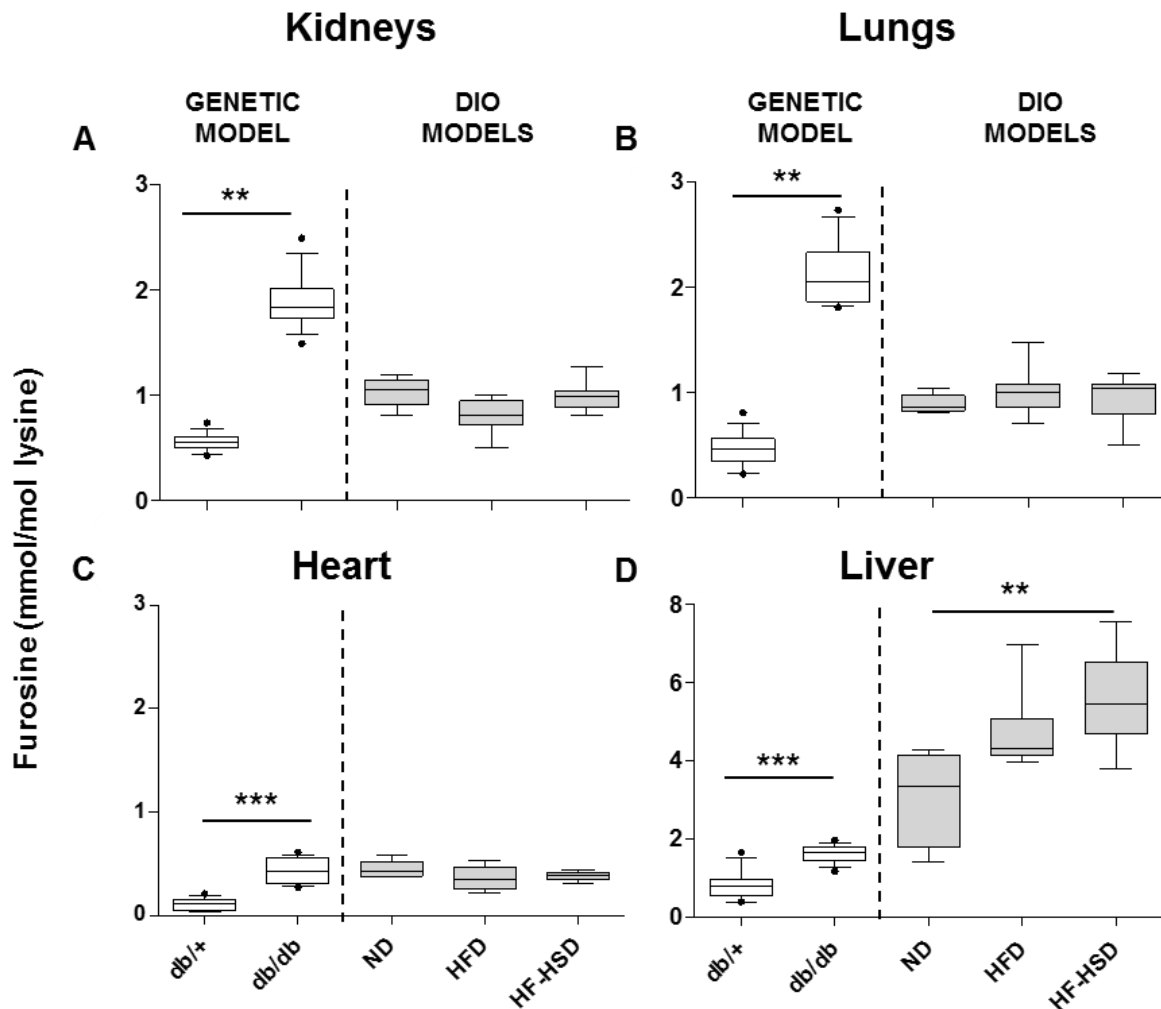 Kidneys
Lungs
GENETIC
MODEL
DIO
MODELS
GENETIC
MODEL
DIO
MODELS
A
B
3
2
1
0
**
3
2
1
0
**
Furosine (mmol/mol lysine)
C
Heart
D
Liver
3
2
1
0
***
8
6
4
2
0
***
**
db/+
db/db
ND
HFD
HF-HSD
db/+
db/db
ND
HFD
HF-HSD